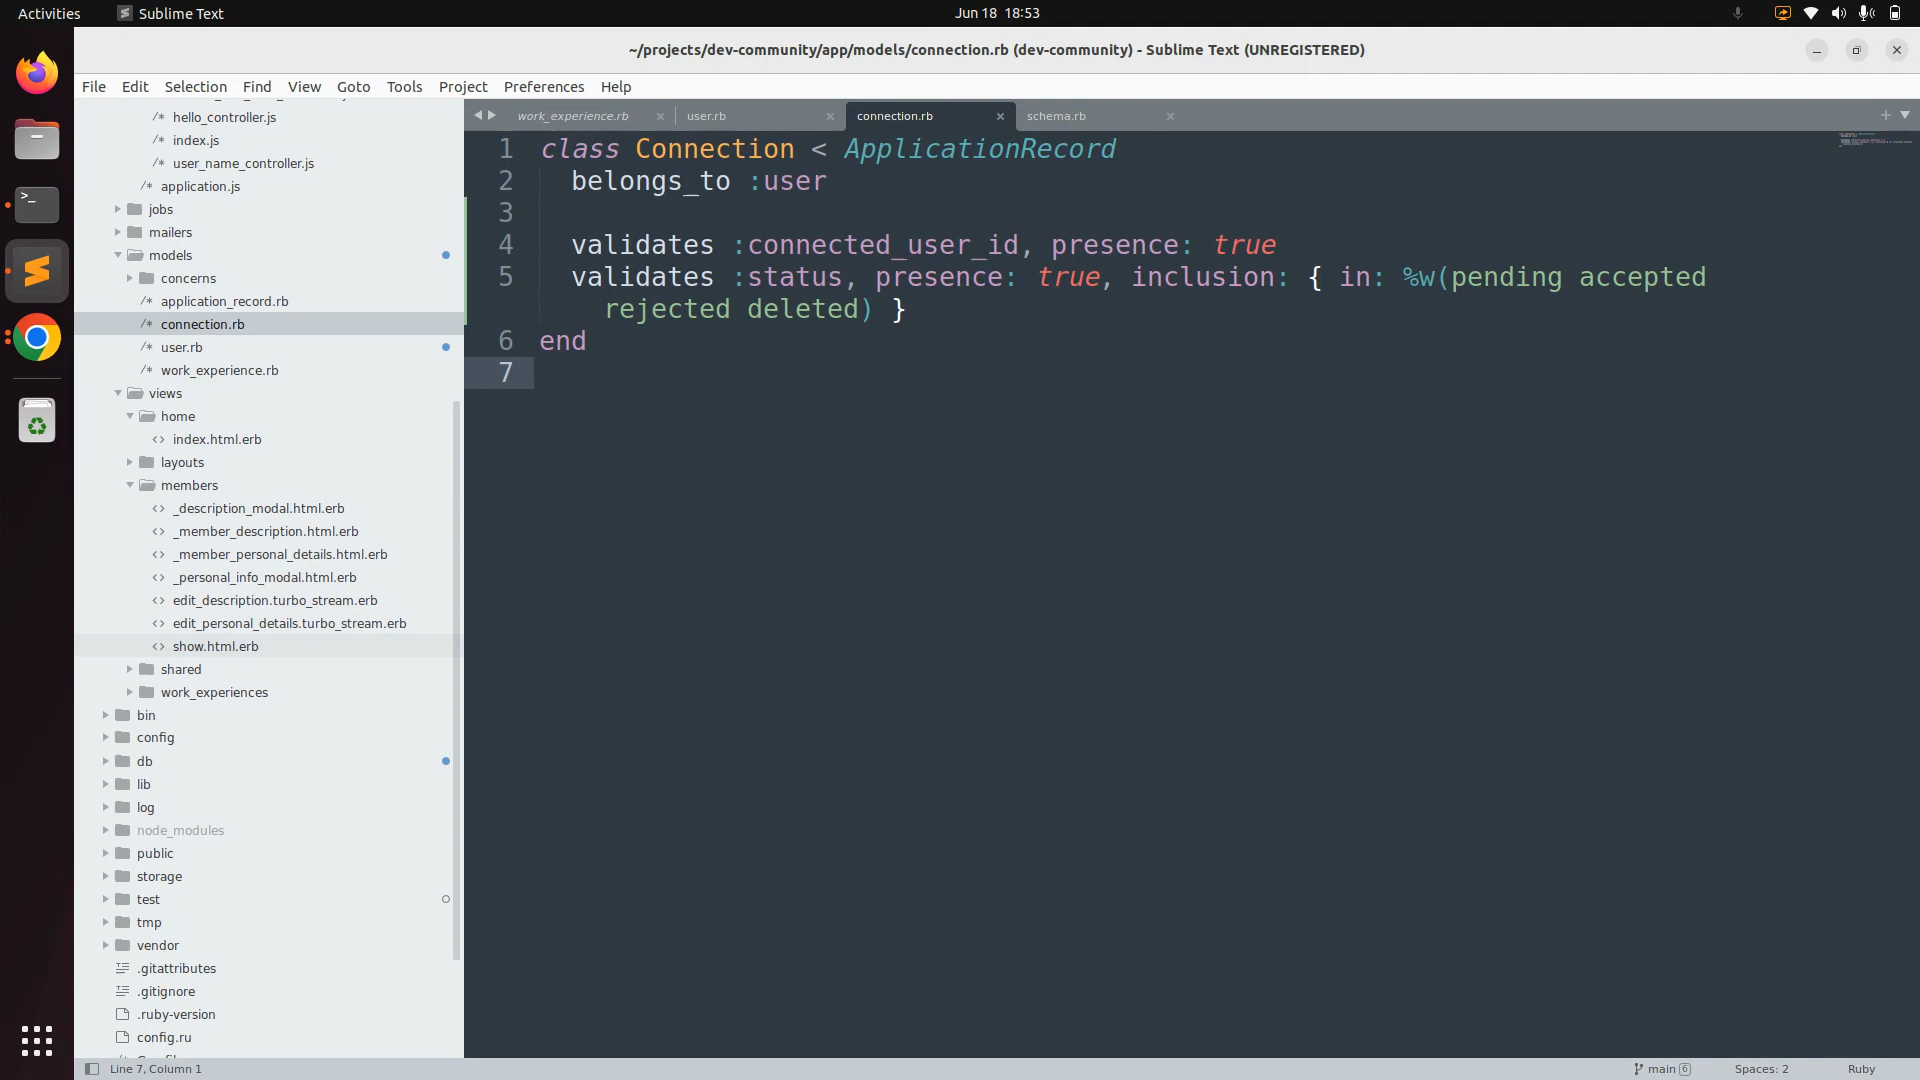 Activities
Sublime Text
Jun 18 18:53
~/projects/dev-community/app/models/connection.rb (dev-community) - Sublime Text (UNREGISTERED)
File Edit Selection Find View Goto Tools Project Preferences Help
hello_controller.js
index.js
user_name_controller.js
application.js
jobs
mailers
models
concerns
application_record.rb
connection.rb
user.rb
work_experience.rb
views
home
index.html.erb
layouts
members
_description_modal.html.erb
_member_description.html.erb
_member_personal_details.html.erb
_personal_info_modal.html.erb
edit_description.turbo_stream.erb
edit_personal_details.turbo_stream.erb
show.html.erb
shared
work_experiences
bin
config
db
lib
log
node_modules
public
storage
test
tmp
vendor
.gitattributes
.gitignore
.ruby-version
config.ru
work_experience.rb
user.rb
connection.rb
schema.rb
1 class Connection < ApplicationRecord
2 belongs_to :user
3
4 validates :connected_user_id, presence: true
5 validates :status, presence: true, inclusion: { in: %w(pending accepted
rejected deleted) }
6 end
7
Line 7, Column 1
main 6
Spaces: 2
Ruby